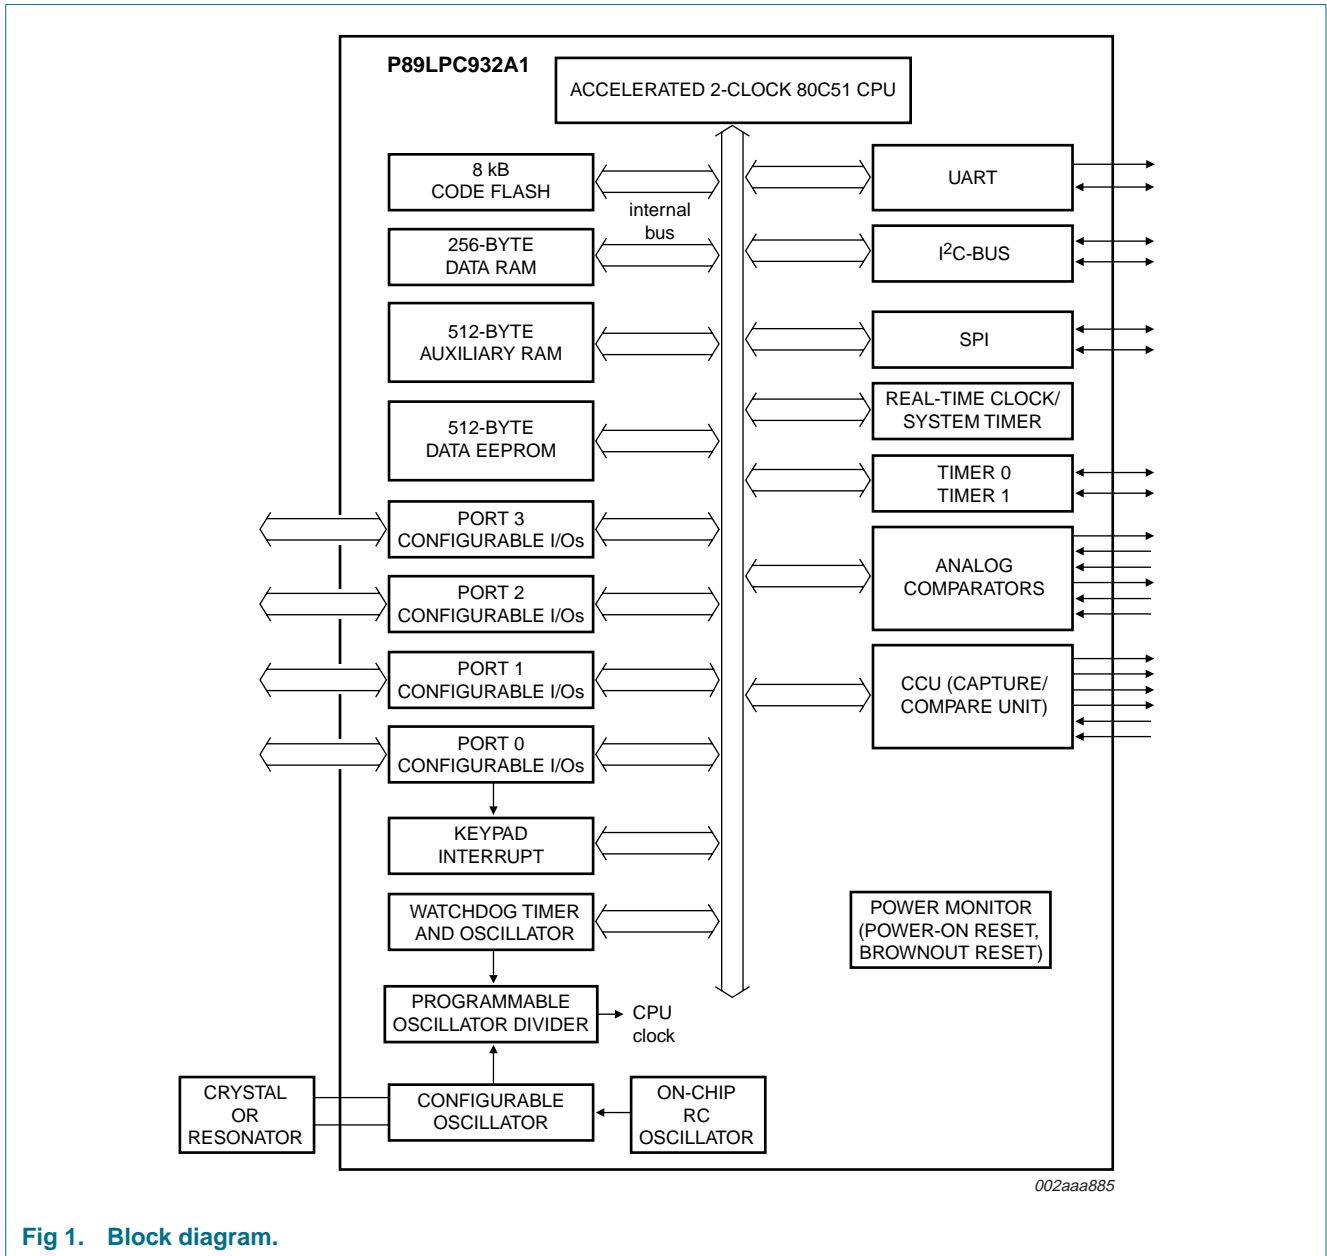 P89LPC932A1
ACCELERATED 2-CLOCK 80C51 CPU
8 kB
CODE FLASH
internal
bus
256-BYTE
DATA RAM
512-BYTE
AUXILIARY RAM
512-BYTE
DATA EEPROM
PORT 3
CONFIGURABLE I/Os
PORT 2
CONFIGURABLE I/Os
PORT 1
CONFIGURABLE I/Os
PORT 0
CONFIGURABLE I/Os
KEYPAD
INTERRUPT
WATCHDOG TIMER
AND OSCILLATOR
PROGRAMMABLE
OSCILLATOR DIVIDER
CPU
clock
CRYSTAL
OR
RESONATOR
CONFIGURABLE
OSCILLATOR
ON-CHIP
RC
OSCILLATOR
UART
I2C-BUS
SPI
REAL-TIME CLOCK/
SYSTEM TIMER
TIMER 0
TIMER 1
ANALOG
COMPARATORS
CCU (CAPTURE/
COMPARE UNIT)
POWER MONITOR
(POWER-ON RESET,
BROWNOUT RESET)
002aaa885
Fig 1. Block diagram.